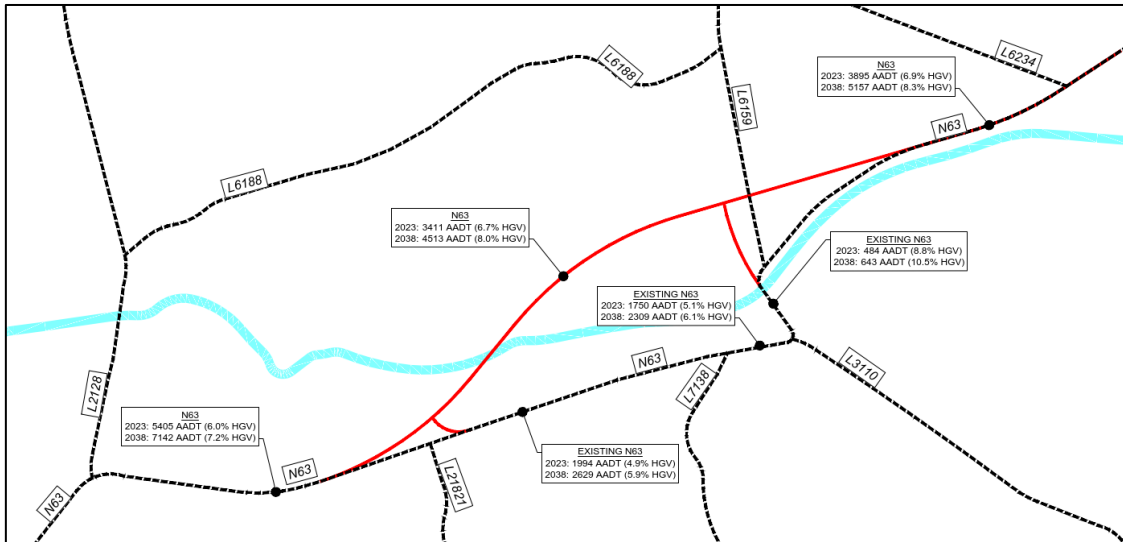 L6188
L6234
N63
2023: 3895 AADT (6.9% HGV)
2038: 5157 AADT (8.3% HGV)
L6159
N63
L6188
N63
2023: 3411 AADT (6.7% HGV)
2038: 4513 AADT (8.0% HGV)
EXISTING N63
2023: 484 AADT (8.8% HGV)
2038: 643 AADT (10.5% HGV)
EXISTING N63
2023: 1750 AADT (5.1% HGV)
2038: 2309 AADT (6.1% HGV)
N63
L7138
L3110
L2128
N63
2023: 5405 AADT (6.0% HGV)
2038: 7142 AADT (7.2% HGV)
EXISTING N63
2023: 1994 AADT (4.9% HGV)
2038: 2629 AADT (5.9% HGV)
N63
L21821
N63